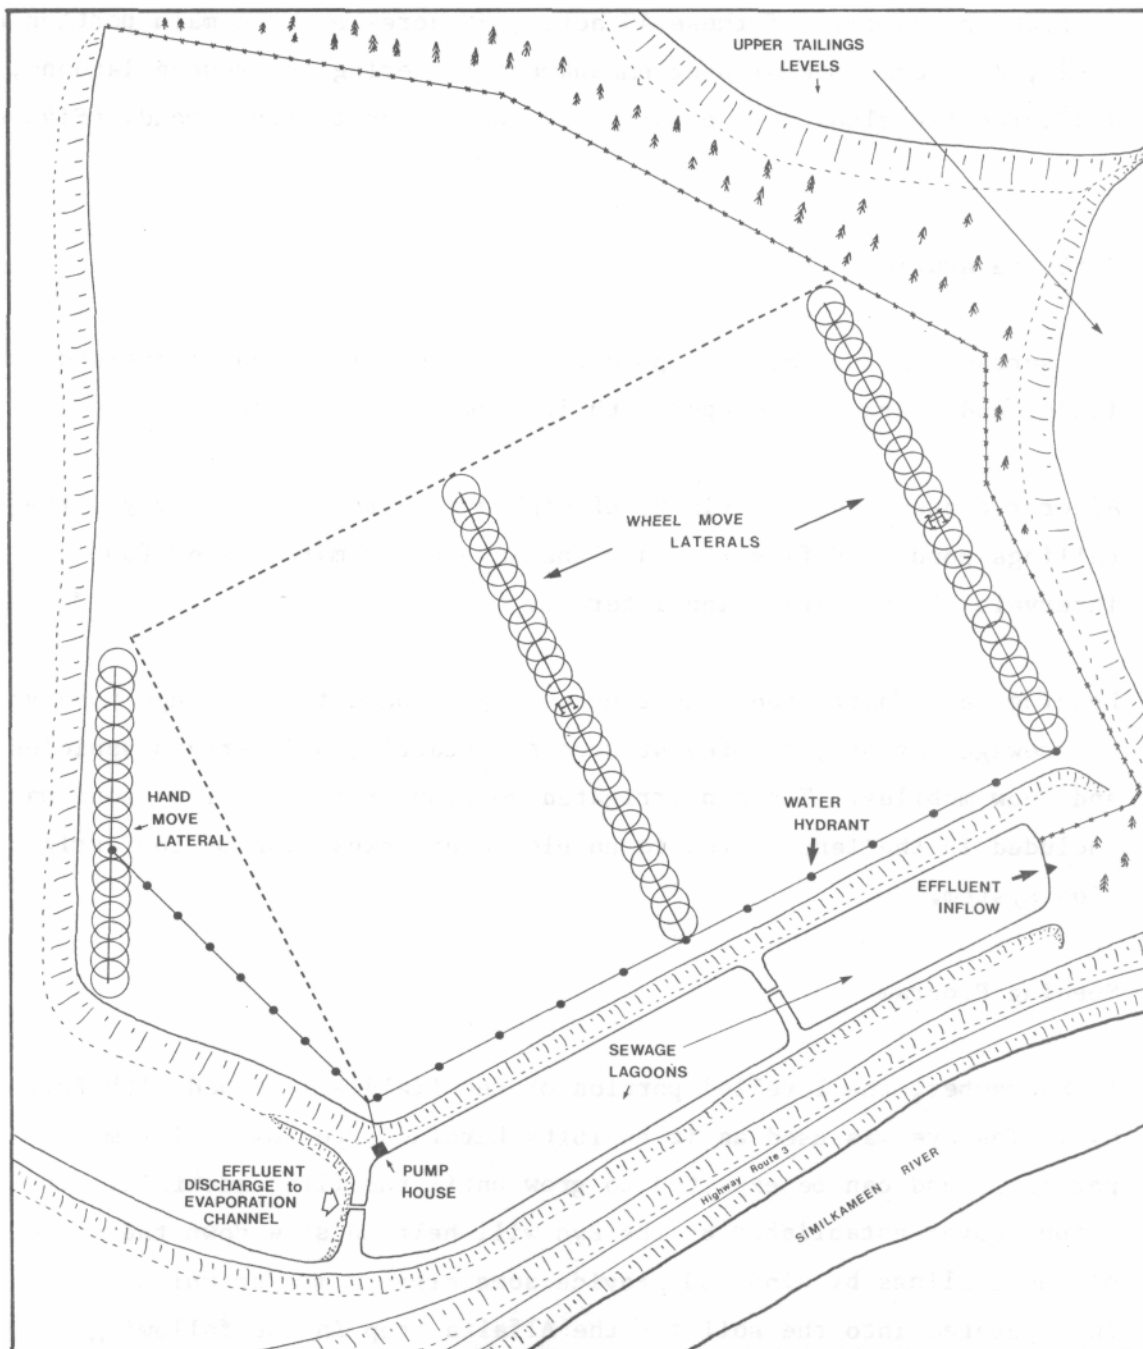 UPPER TAILINGS
LEVELS
WHEEL MOVE
LATERALS
HAND
MOVE
LATERAL
WATER
HYDRANT
EFFLUENT
INFLOW
SEWAGE
LAGOONS
EFFLUENT
DISCHARGE to
EVAPORATION
CHANNEL
PUMP
HOUSE
Highway Route 3
SIMILKAMEEN RIVER